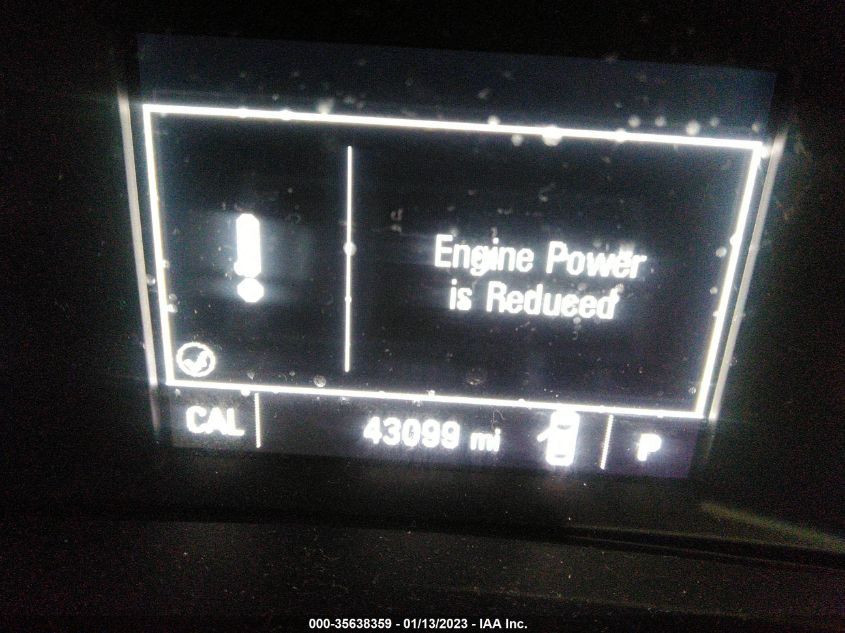 Engine Power
is Reduced
CAL 43099 mi P
000-35638359 - 01/13/2023 - IAA Inc.